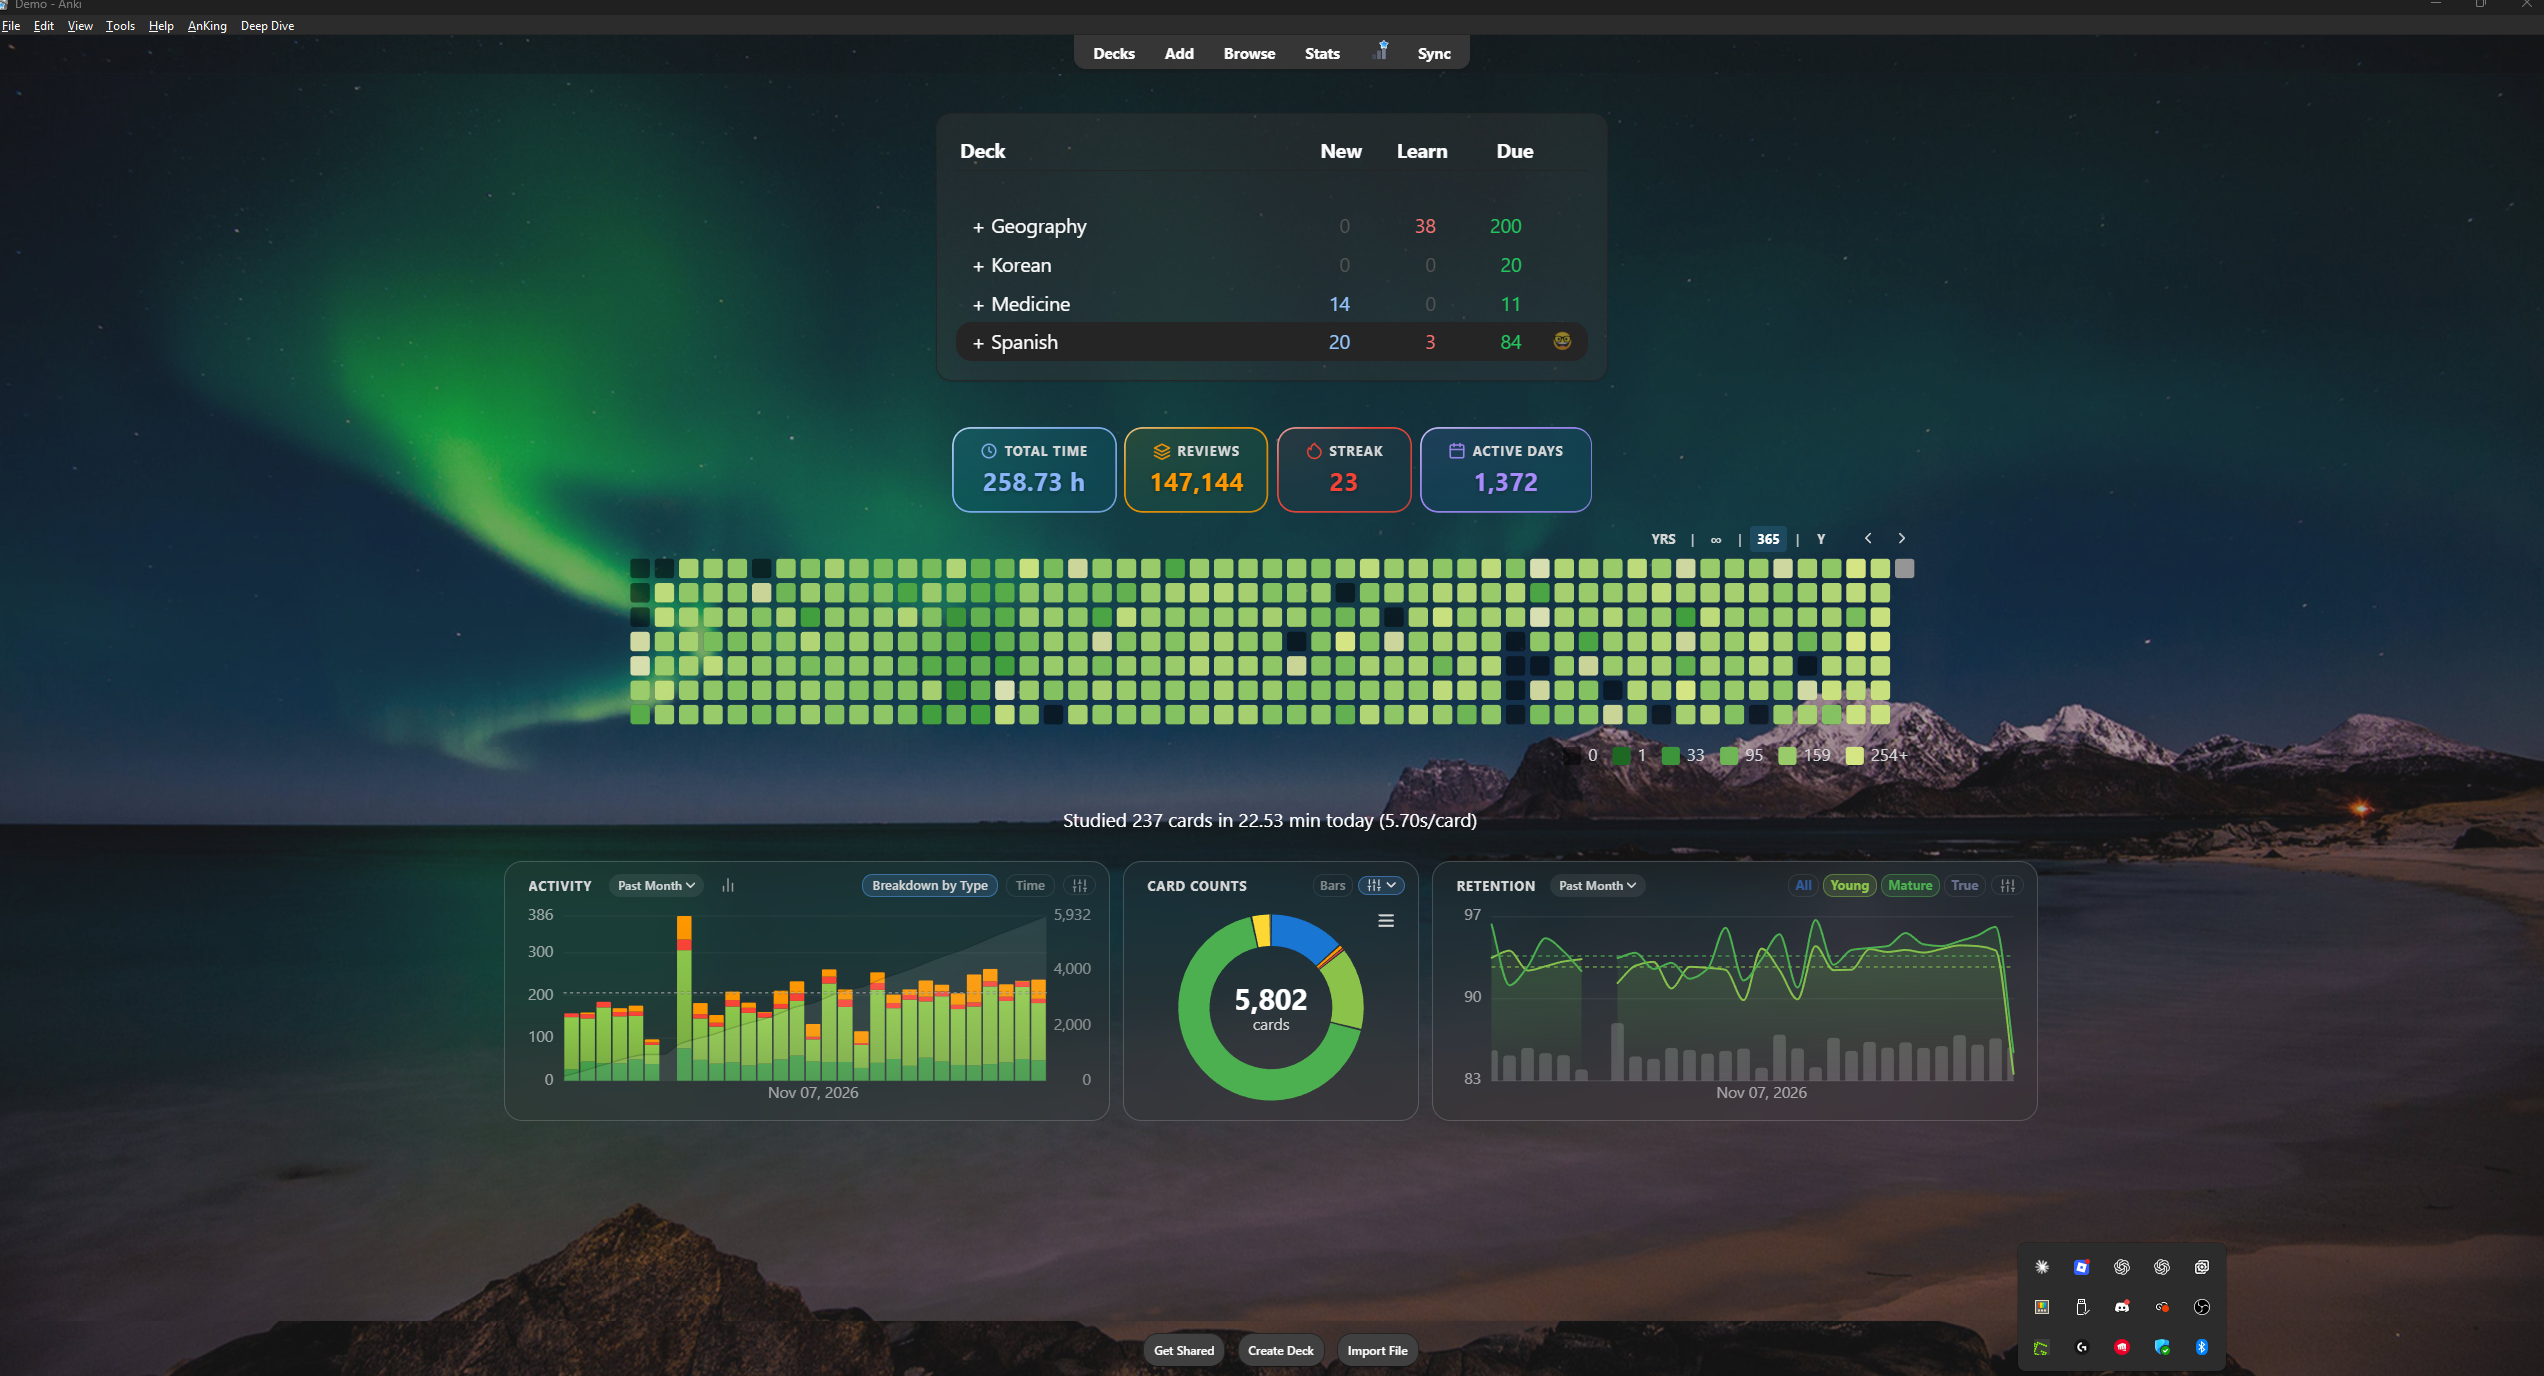 Demo - Anki
File Edit View Tools Help AnKing Deep Dive
Decks Add Browse Stats Sync
Deck New Learn Due
+ Geography 0 38 200
+ Korean 0 0 20
+ Medicine 14 0 11
+ Spanish 20 3 84
TOTAL TIME
258.73 h
REVIEWS
147,144
STREAK
23
ACTIVE DAYS
1,372
YRS | ∞ | 365 | Y < >
0 1 33 95 159 254+
Studied 237 cards in 22.53 min today (5.70s/card)
ACTIVITY Past Month Breakdown by Type Time
386 5,932
300
4,000
200
2,000
100
0 0
Nov 07, 2026
CARD COUNTS Bars
5,802
cards
RETENTION Past Month All Young Mature True
97
90
83
Nov 07, 2026
Get Shared Create Deck Import File